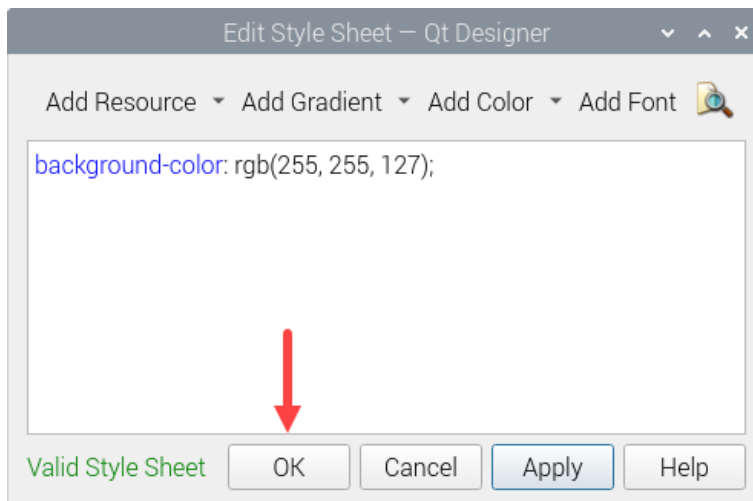 Edit Style Sheet — Qt Designer
Add Resource Add Gradient Add Color Add Font
background-color: rgb(255, 255, 127);
Valid Style Sheet OK Cancel Apply Help